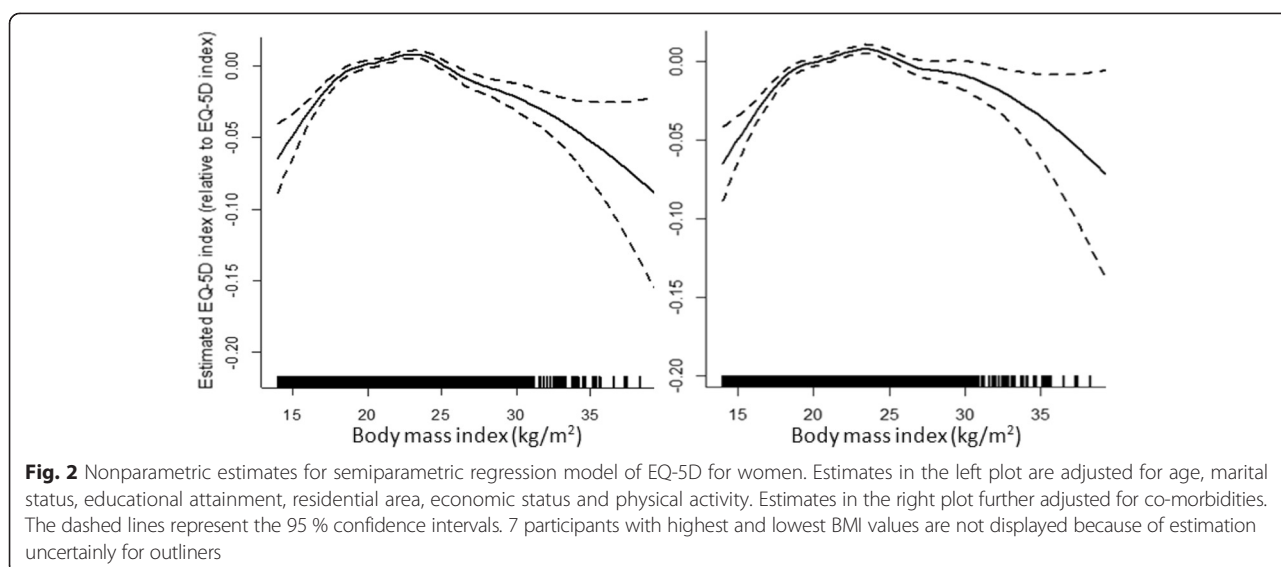 Estimated EQ-5D index (relative to EQ-5D index)
0.00
-0.05
-0.10
-0.15
-0.20
15
20
25
30
35
Body mass index (kg/m²)
0.00
-0.05
-0.10
-0.15
-0.20
15
20
25
30
35
Body mass index (kg/m²)
Fig. 2 Nonparametric estimates for semiparametric regression model of EQ-5D for women. Estimates in the left plot are adjusted for age, marital
status, educational attainment, residential area, economic status and physical activity. Estimates in the right plot further adjusted for co-morbidities.
The dashed lines represent the 95 % confidence intervals. 7 participants with highest and lowest BMI values are not displayed because of estimation
uncertainly for outliners